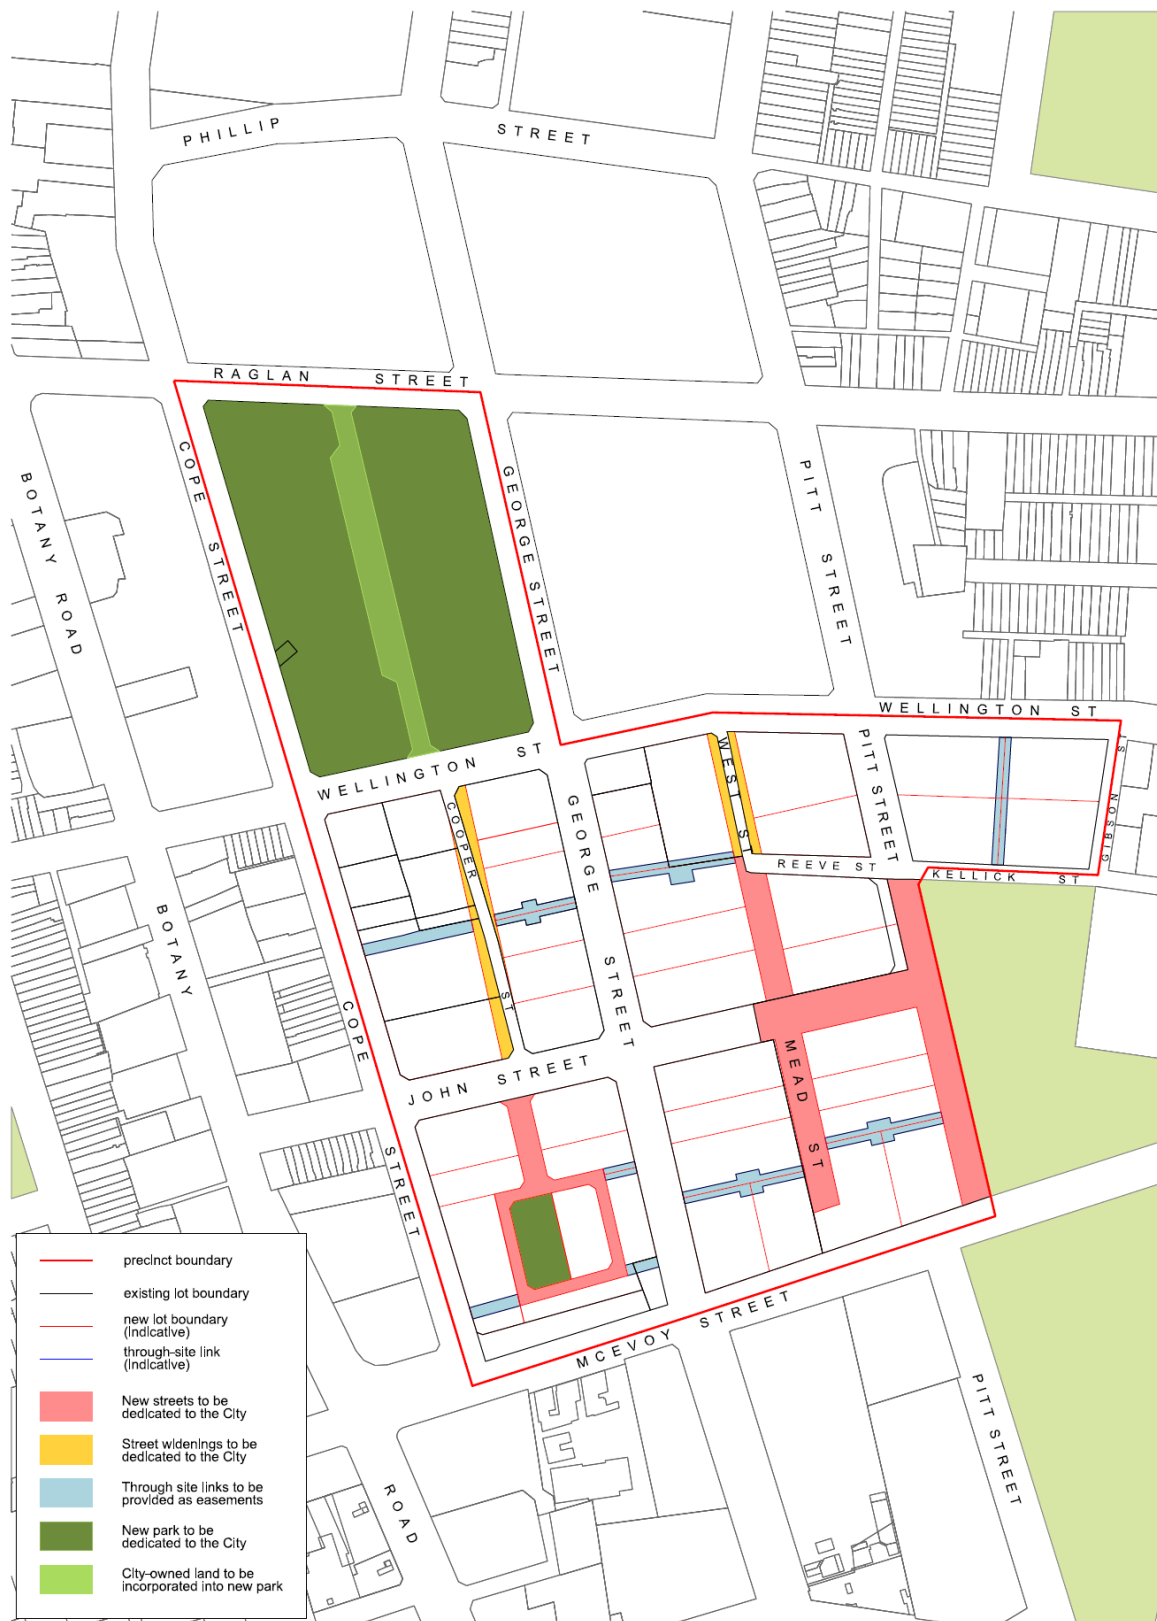 PHILLIP STREET
RAGLAN STREET
COPE STREET
GEORGE STREET
PITT STREET
BOTANY ROAD
WELLINGTON ST
WELLINGTON ST
COOPER ST
GEORGE STREET
WEST ST
PITT STREET
GIBSON ST
REEVE ST
KELLICK ST
BOTANY
COPE STREET
JOHN STREET
MEAD ST
MCEVOY STREET
PITT STREET
ROAD
precinct boundary
existing lot boundary
new lot boundary
(indicative)
through-site link
(indicative)
New streets to be
dedicated to the City
Street widenings to be
dedicated to the City
Through site links to be
provided as easements
New park to be
dedicated to the City
City-owned land to be
incorporated into new park